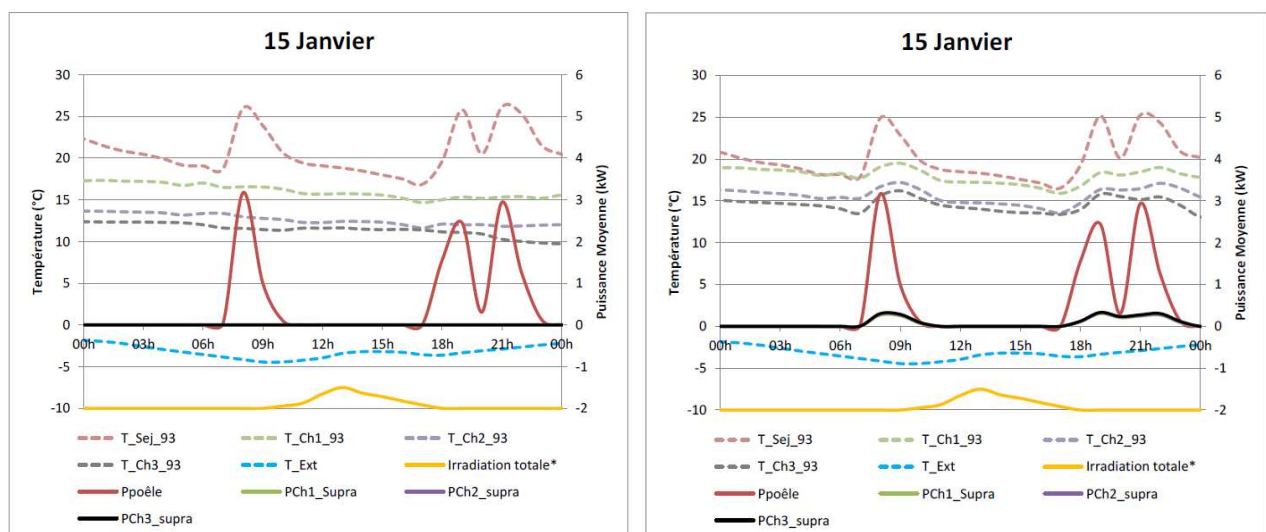 15 Janvier
Température (°C)
30
25
20
15
10
5
0
-5
-10
Puissance Moyenne (kW)
6
5
4
3
2
1
0
-1
-2
00h 03h 06h 09h 12h 15h 18h 21h 00h
T_Sej_93 T_Ch1_93 T_Ch2_93
T_Ch3_93 T_Ext Irradiation totale*
Ppoêle PCh1_Supra PCh2_supra
PCh3_supra
15 Janvier
Température (°C)
30
25
20
15
10
5
0
-5
-10
Puissance Moyenne (kW)
6
5
4
3
2
1
0
-1
-2
00h 03h 06h 09h 12h 15h 18h 21h 00h
T_Sej_93 T_Ch1_93 T_Ch2_93
T_Ch3_93 T_Ext Irradiation totale*
Ppoêle PCh1_Supra PCh2_supra
PCh3_supra